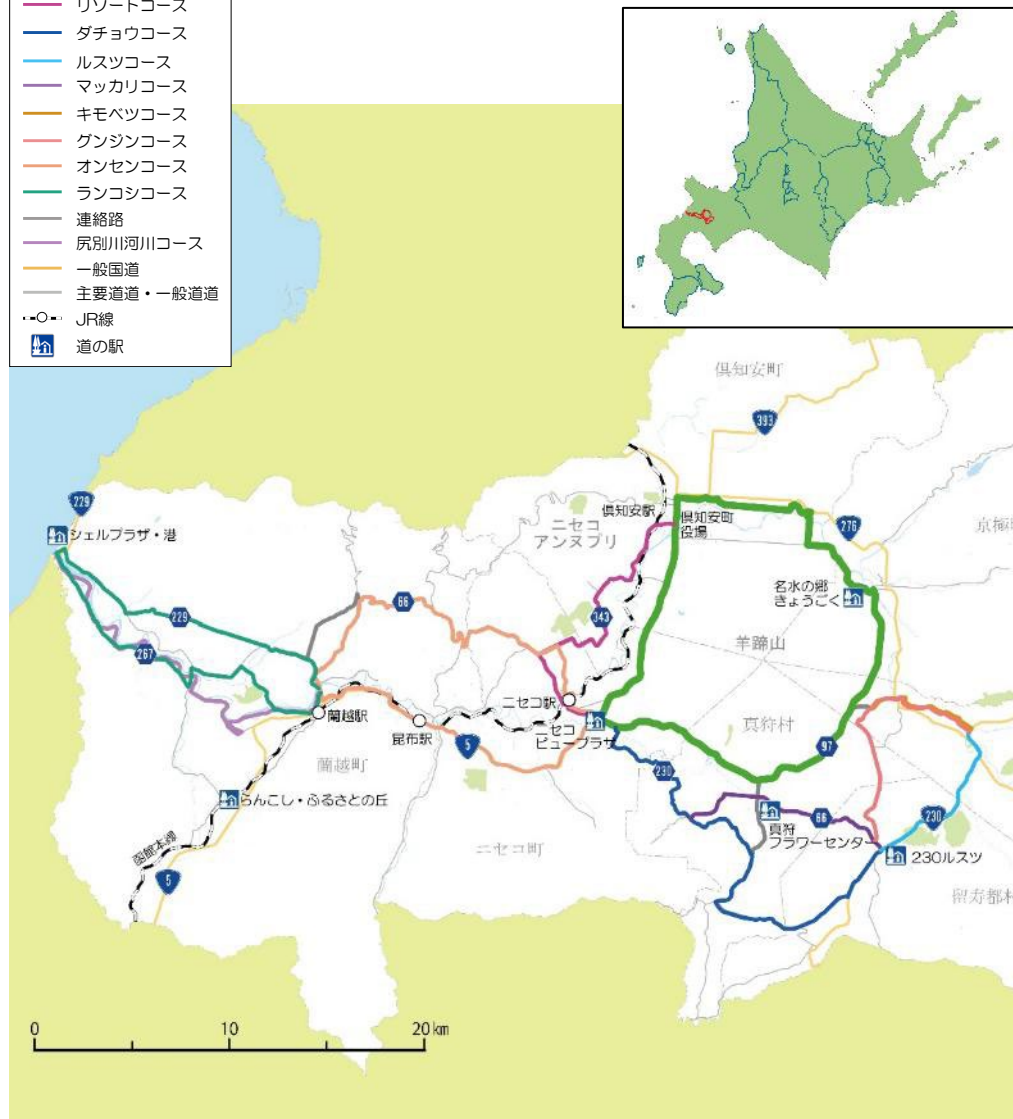 リゾートコース
ダチョウコース
ルスツコース
マッカリコース
キモベツコース
グンジンコース
オンセンコース
ランコシコース
連絡路
尻別川河川コース
一般国道
主要道道・一般道道
JR線
道の駅
倶知安町
393
229
シェルプラザ・港
倶知安駅
倶知安町
役場
ニセコ
アンヌプリ
276
京極
名水の郷
きょうごく
66
229
343
267
羊蹄山
ニセコ駅
蘭越駅
昆布駅
ニセコ
ビュープラザ
真狩村
5
97
蘭越町
230
らんこし・ふるさとの丘
真狩
フラワーセンター
66
230
230ルスツ
函館本線
ニセコ町
5
留寿都村
0
10
20km